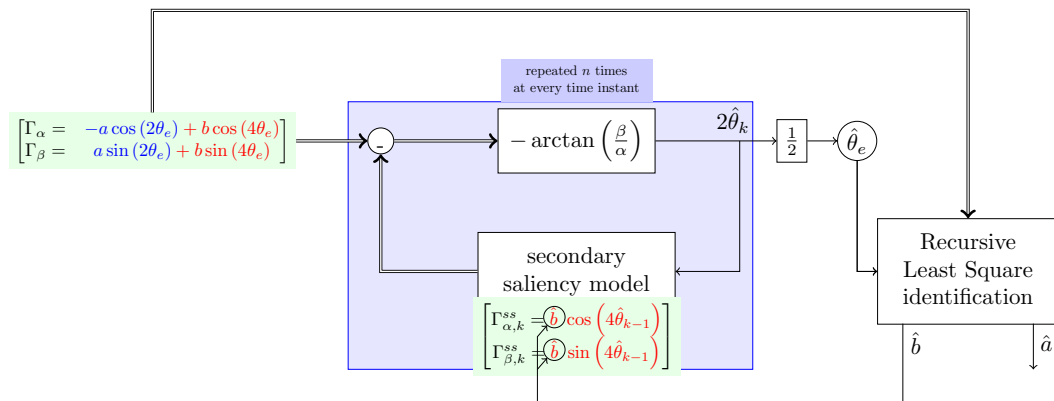 repeated n times
at every time instant
Γα = -a cos (2θe) + b cos (4θe)
Γβ = a sin (2θe) + b sin (4θe)
-
− arctan (β/α)
2θ̂k
1/2
θ̂e
secondary
saliency model
Γ^ss_α,k = b̂ cos (4θ̂k−1)
Γ^ss_β,k = b̂ sin (4θ̂k−1)
Recursive
Least Square
identification
b̂
â